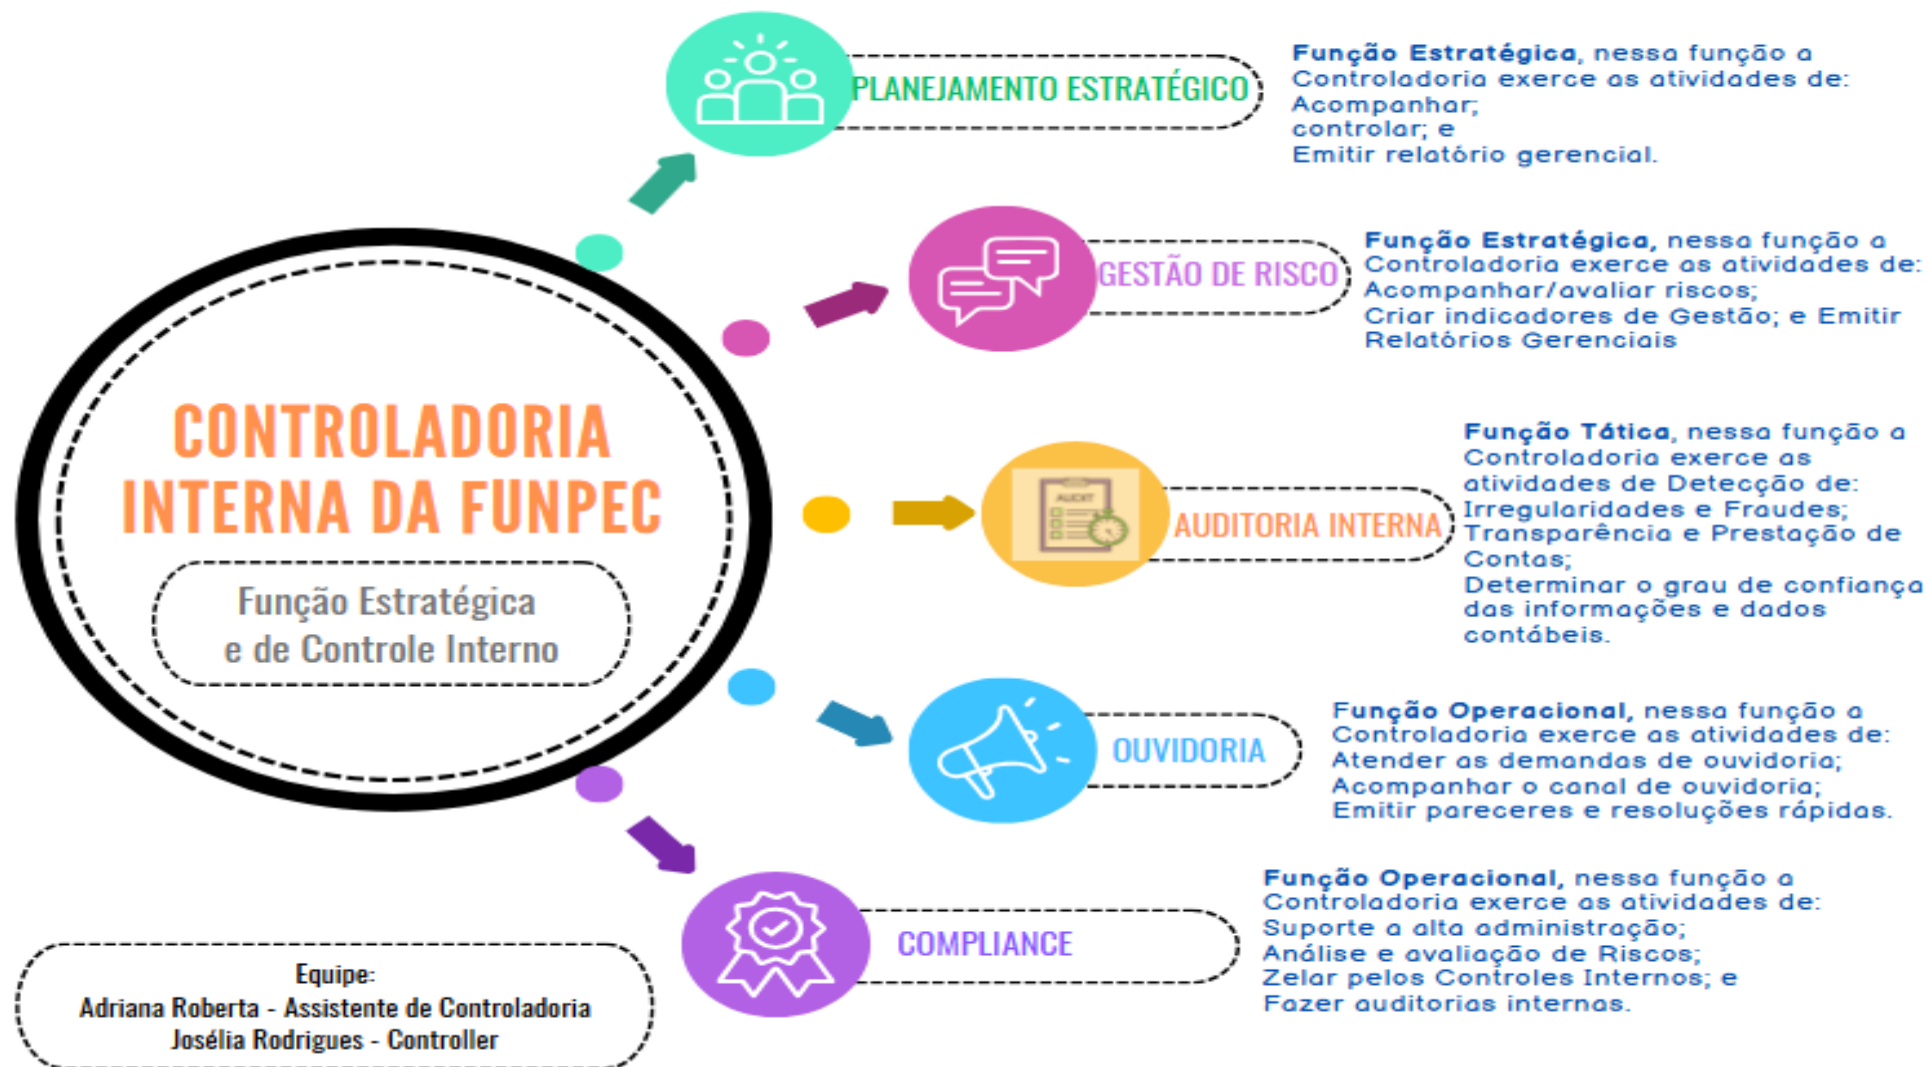 PLANEJAMENTO ESTRATÉGICO
Função Estratégica, nessa função a
Controladoria exerce as atividades de:
Acompanhar;
controlar; e
Emitir relatório gerencial.
GESTÃO DE RISCO
Função Estratégica, nessa função a
Controladoria exerce as atividades de:
Acompanhar/avaliar riscos;
Criar indicadores de Gestão; e Emitir
Relatórios Gerenciais
CONTROLADORIA
INTERNA DA FUNPEC
Função Estratégica
e de Controle Interno
AUDIT
AUDITORIA INTERNA
Função Tática, nessa função a
Controladoria exerce as
atividades de Detecção de:
Irregularidades e Fraudes;
Transparência e Prestação de
Contas;
Determinar o grau de confiança
das informações e dados
contábeis.
OUVIDORIA
Função Operacional, nessa função a
Controladoria exerce as atividades de:
Atender as demandas de ouvidoria;
Acompanhar o canal de ouvidoria;
Emitir pareceres e resoluções rápidas.
COMPLIANCE
Função Operacional, nessa função a
Controladoria exerce as atividades de:
Suporte a alta administração;
Análise e avaliação de Riscos;
Zelar pelos Controles Internos; e
Fazer auditorias internas.
Equipe:
Adriana Roberta - Assistente de Controladoria
Josélia Rodrigues - Controller